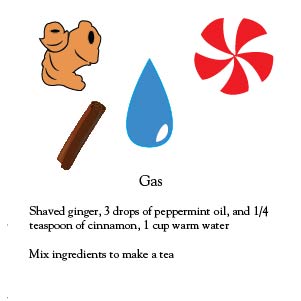 Gas
Shaved ginger, 3 drops of peppermint oil, and 1/4
teaspoon of cinnamon, 1 cup warm water
Mix ingredients to make a tea